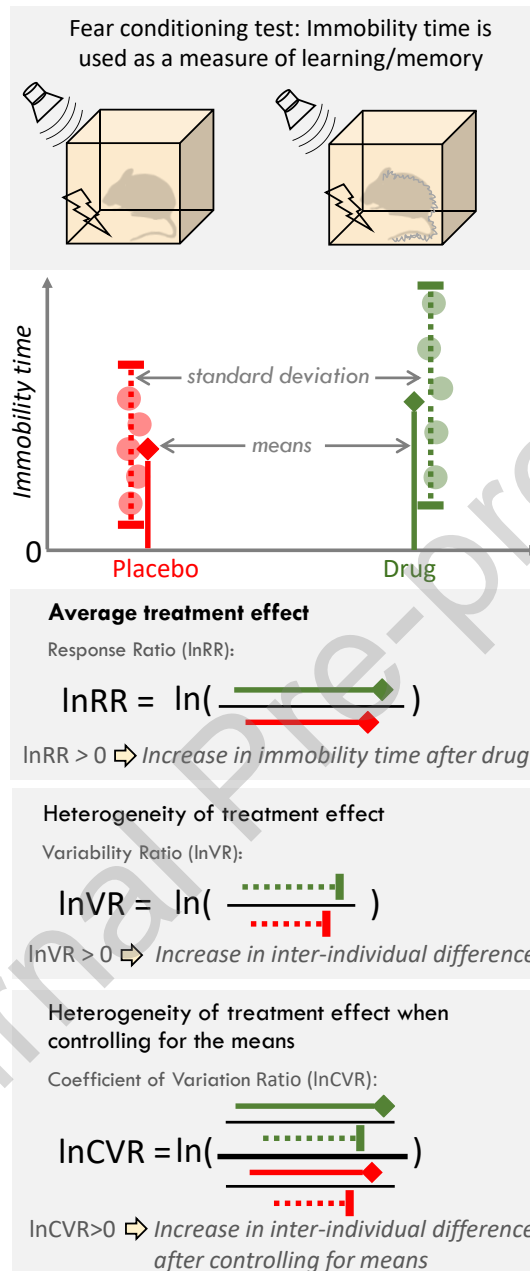 Fear conditioning test: Immobility time is
used as a measure of learning/memory
Immobility time
standard deviation
means
0
Placebo
Drug
Average treatment effect
Response Ratio (lnRR):
lnRR = ln( )
lnRR > 0 ⇨ Increase in immobility time after drug
Heterogeneity of treatment effect
Variability Ratio (lnVR):
lnVR = ln( )
lnVR > 0 ⇨ Increase in inter-individual difference
Heterogeneity of treatment effect when
controlling for the means
Coefficient of Variation Ratio (lnCVR):
lnCVR = ln( )
lnCVR>0 ⇨ Increase in inter-individual difference
after controlling for means
rnal Pre-pr